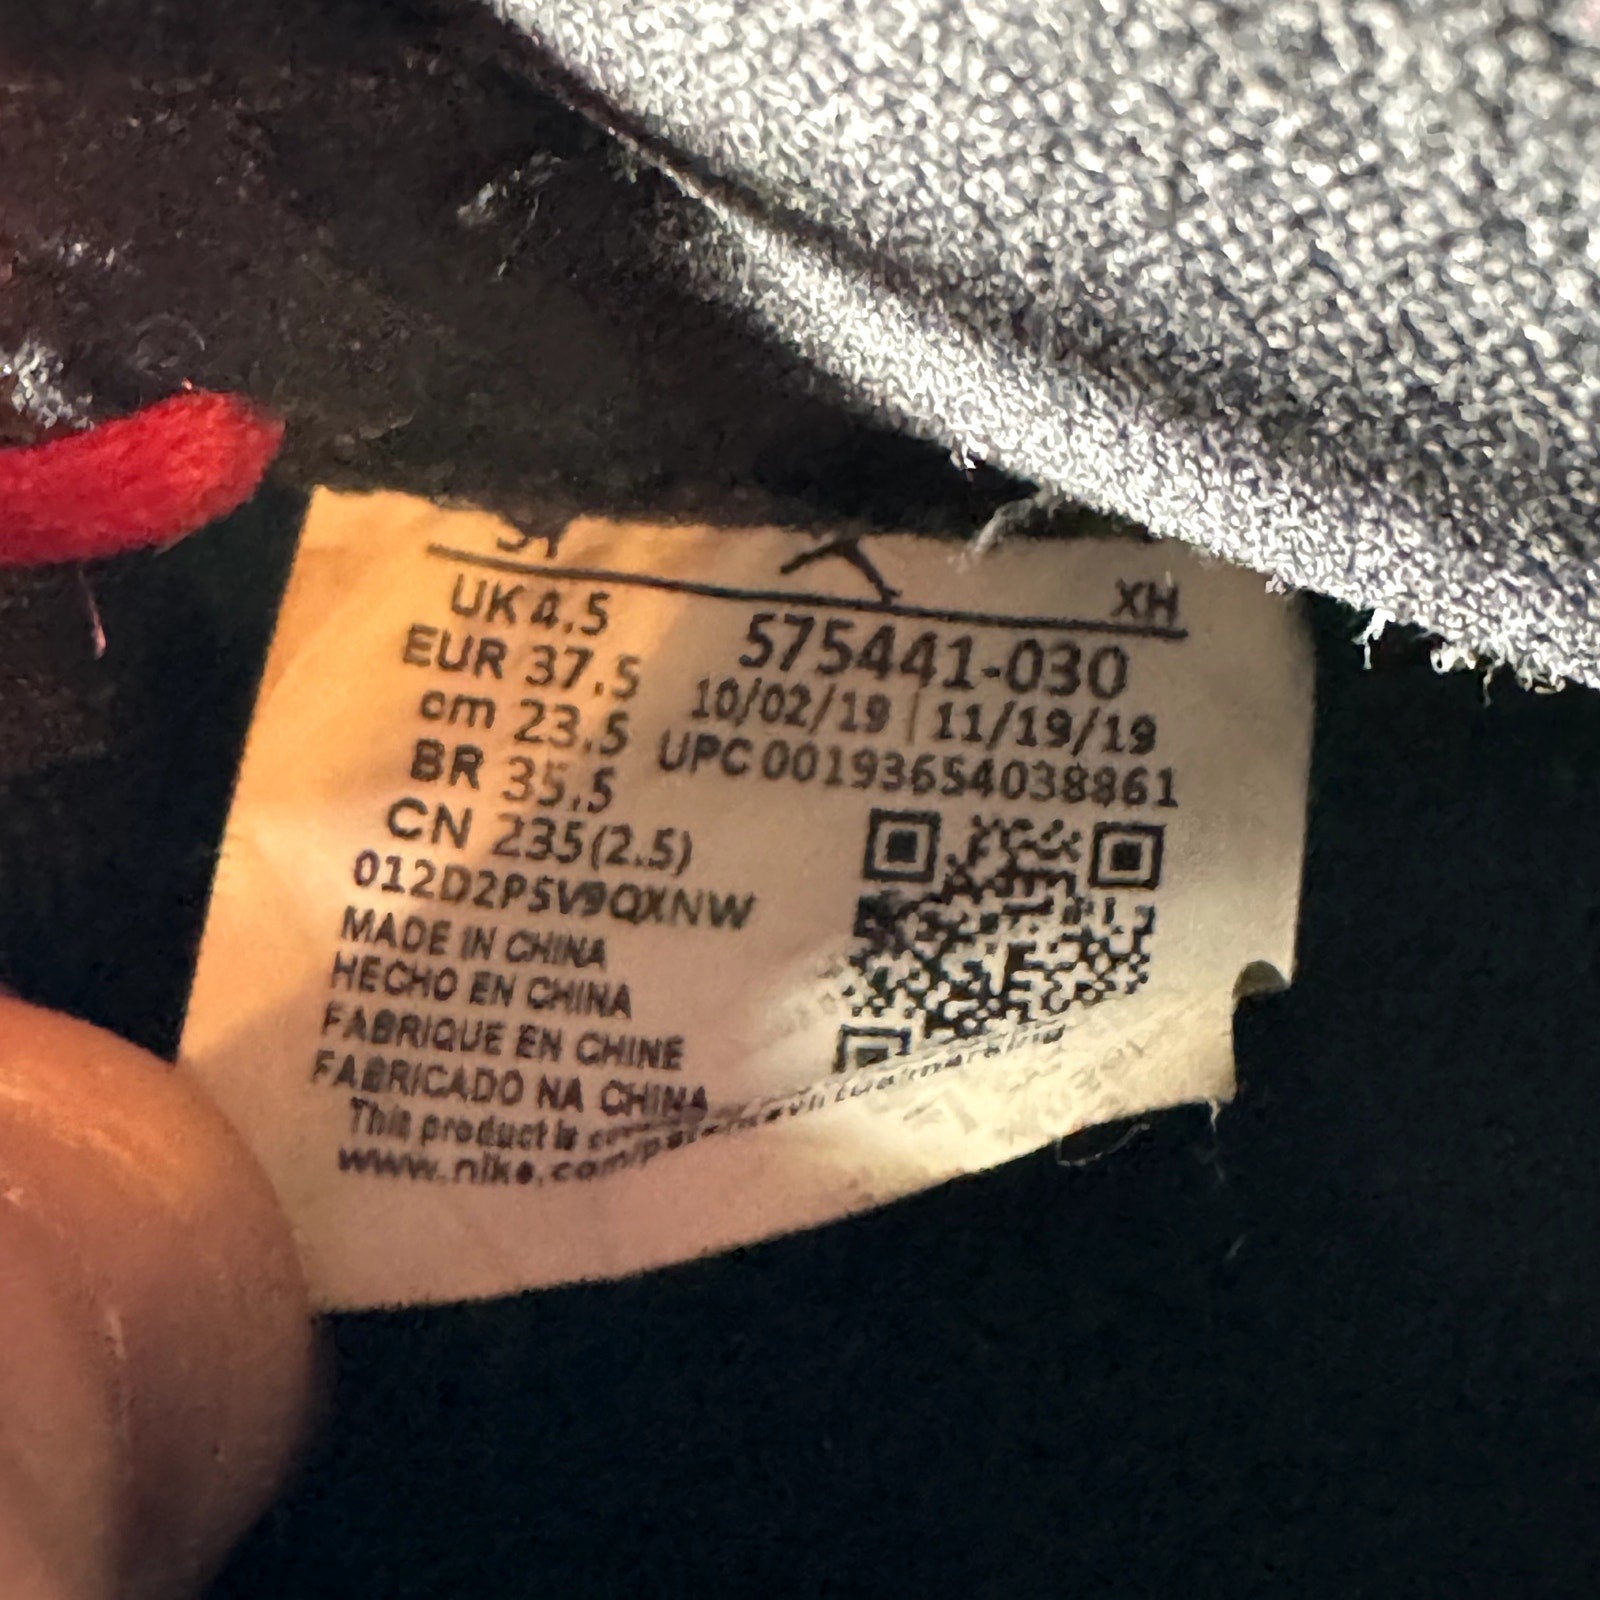 5Y
XH
UK 4.5
EUR 37.5
cm 23.5
BR 35.5
CN 235(2.5)
575441-030
10/02/19 | 11/19/19
UPC 00193654038861
012D2P5V9QXNW
MADE IN CHINA
HECHO EN CHINA
FABRIQUE EN CHINE
FABRICADO NA CHINA
This product is
www.nike.com/